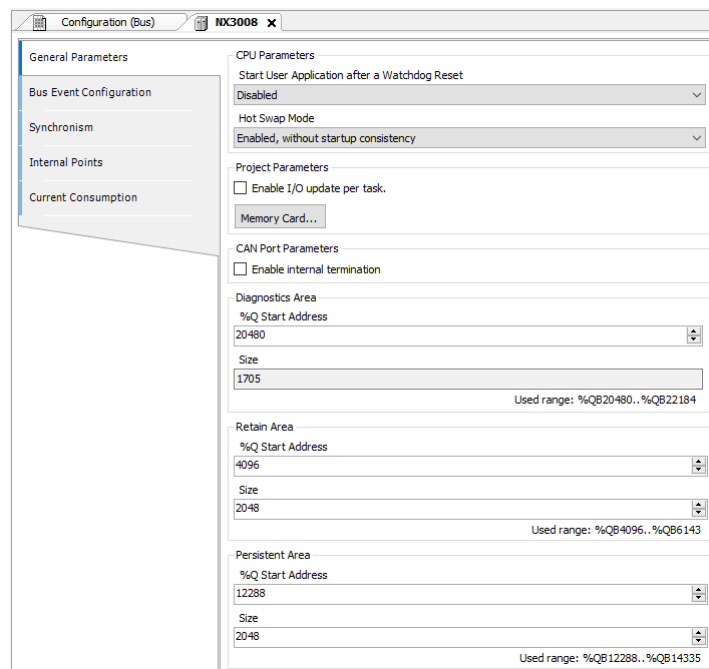 Configuration (Bus)
NX3008
General Parameters
Bus Event Configuration
Synchronism
Internal Points
Current Consumption
CPU Parameters
Start User Application after a Watchdog Reset
Disabled
Hot Swap Mode
Enabled, without startup consistency
Project Parameters
Enable I/O update per task.
Memory Card...
CAN Port Parameters
Enable internal termination
Diagnostics Area
%Q Start Address
20480
Size
1705
Used range: %QB20480..%QB22184
Retain Area
%Q Start Address
4096
Size
2048
Used range: %QB4096..%QB6143
Persistent Area
%Q Start Address
12288
Size
2048
Used range: %QB12288..%QB14335